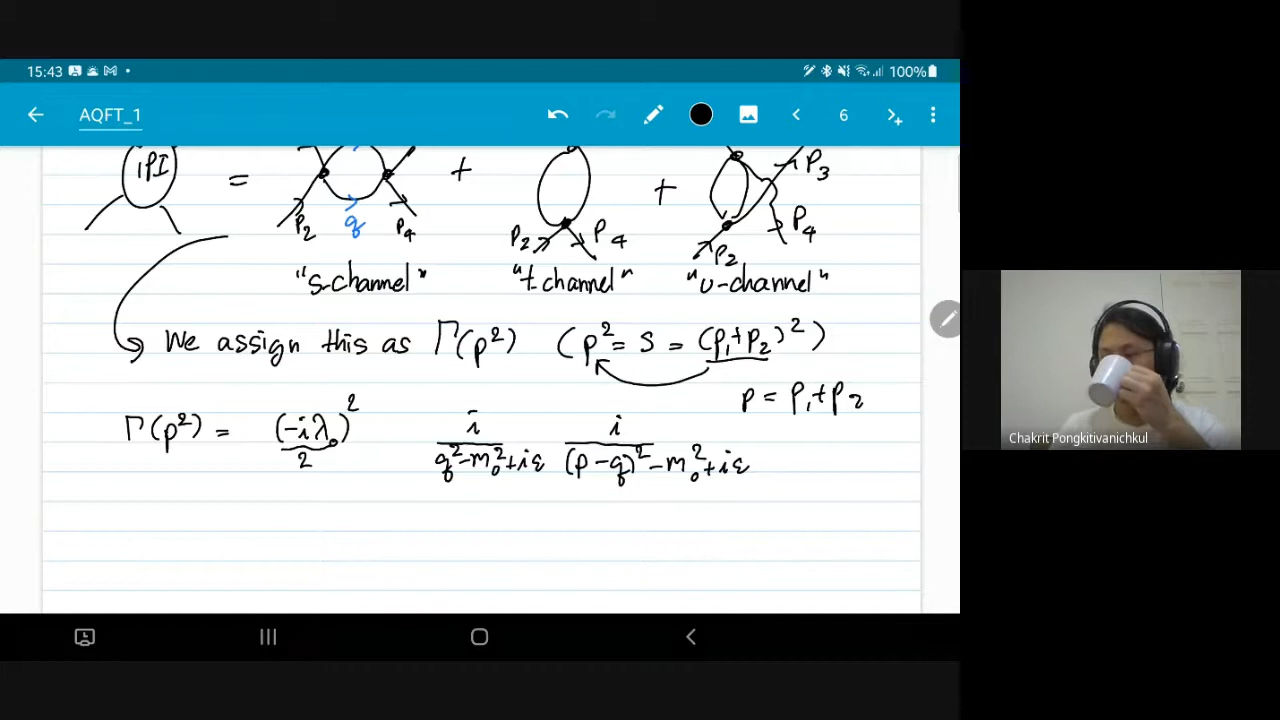 15:43 100%
AQFT_1 6
1PI = + +
P₂ q P₄ P₂ P₄ P₂ P₃ P₄
"s-channel" "t channel" "u-channel"
We assign this as Γ(p²) (p² = s = (p₁+p₂)²)
p = p₁+p₂
Γ(p²) = (-iλ₀)²/2 i/(q²-m₀²+iε) i/((p-q)²-m₀²+iε)
Chakrit Pongkitivanichkul